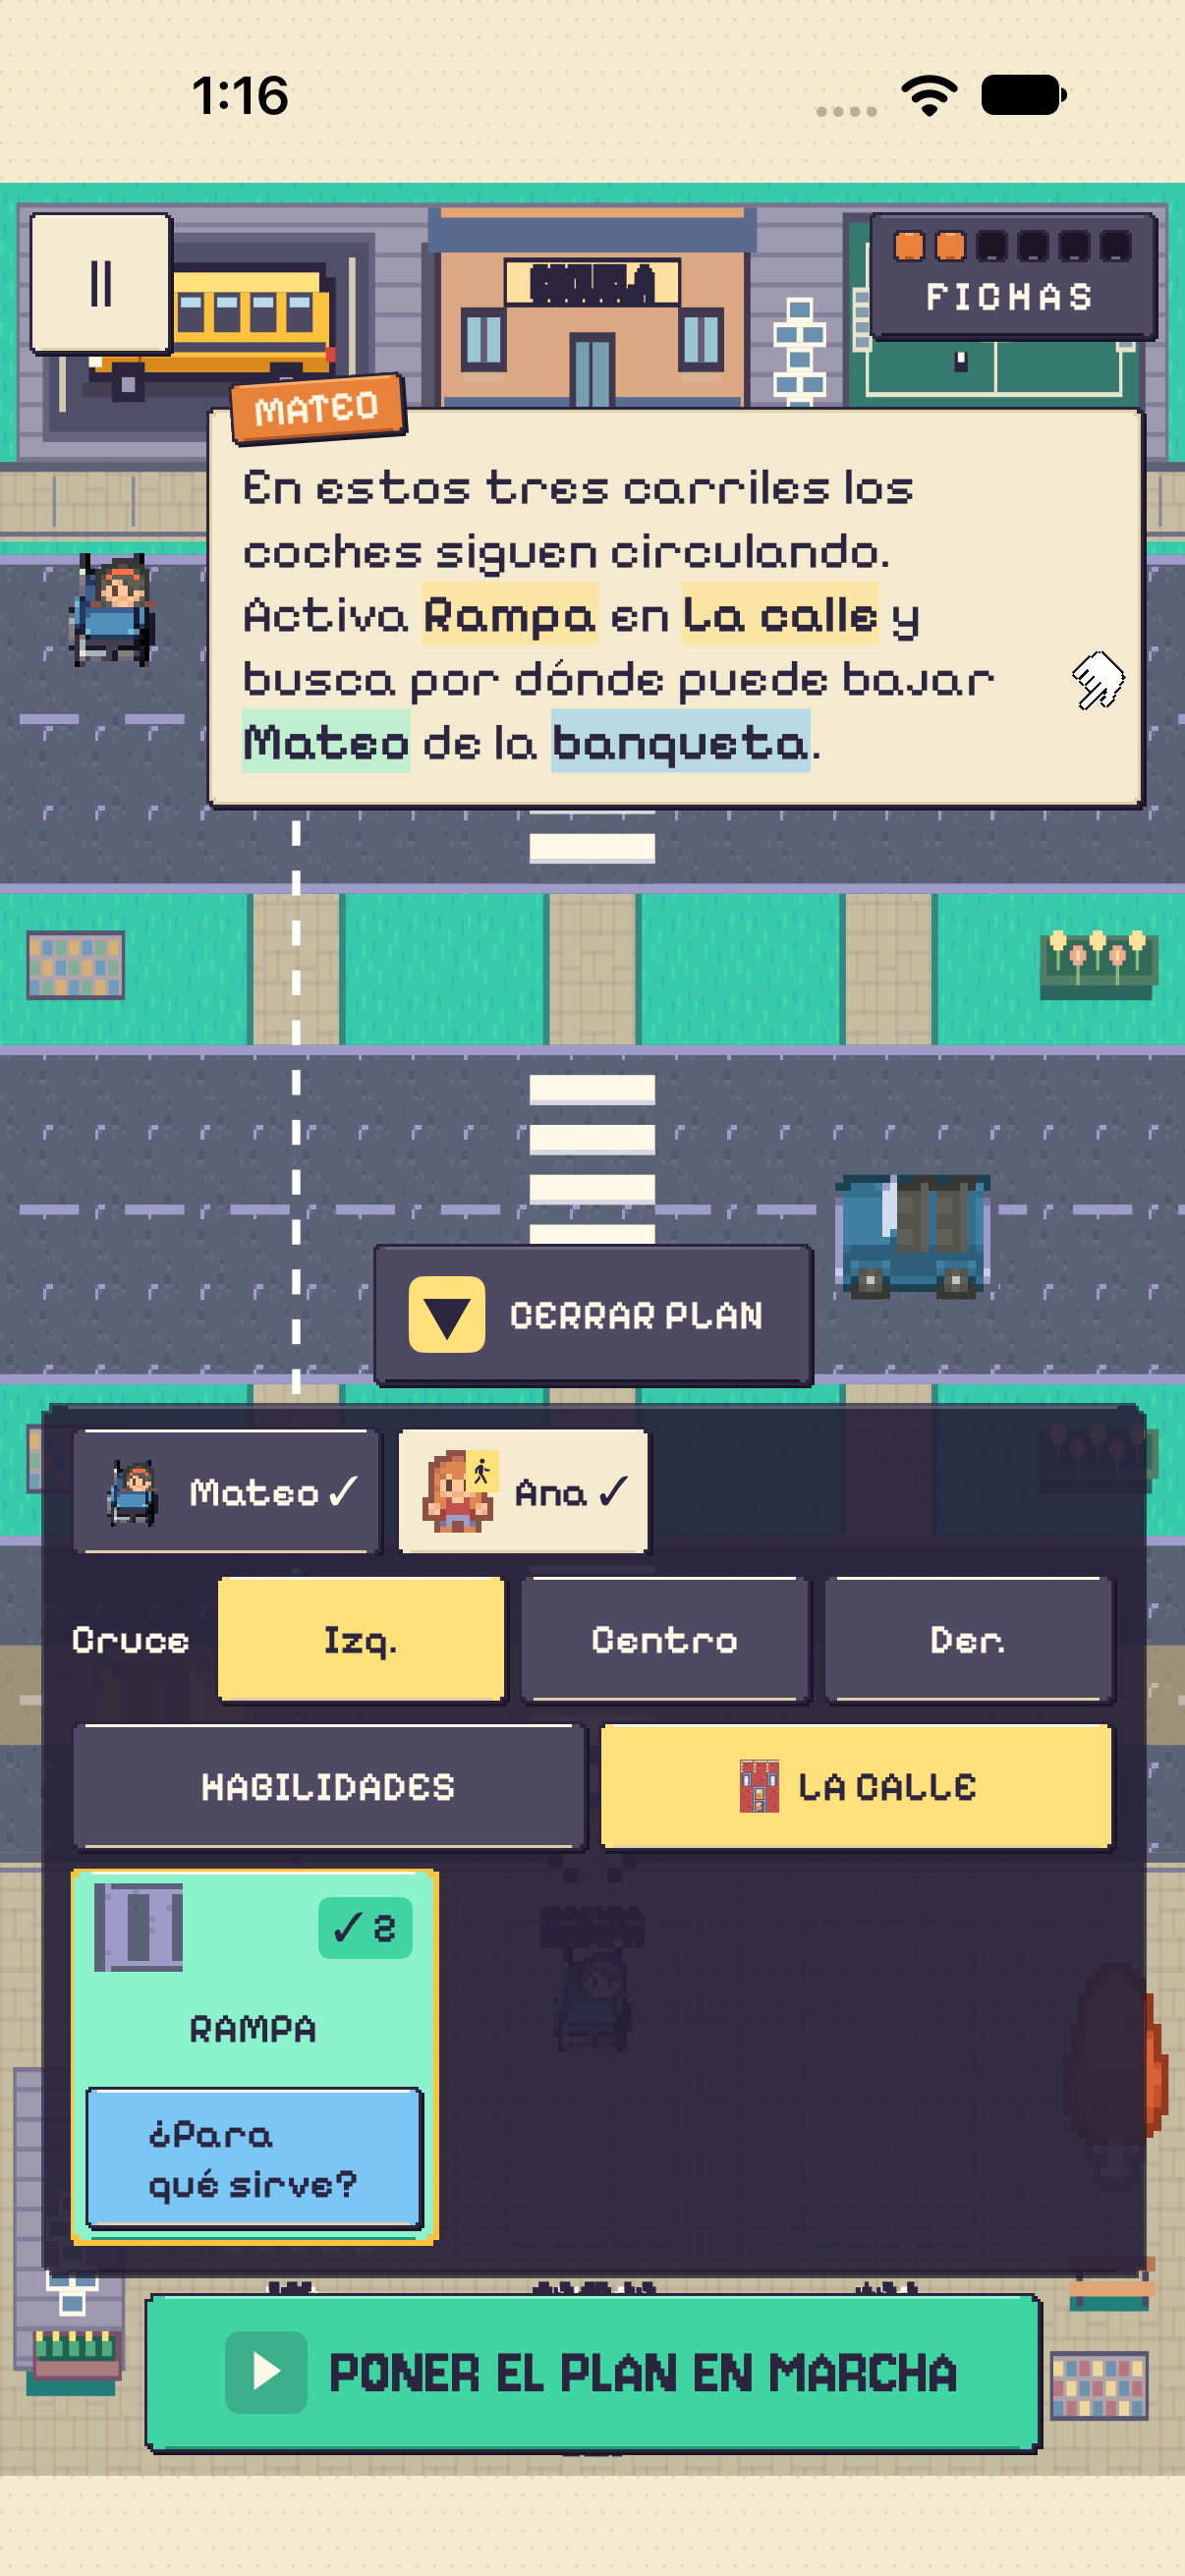 1:16
FICHAS
MATEO
En estos tres carriles los
coches siguen circulando.
Activa Rampa en La calle y
busca por dónde puede bajar
Mateo de la banqueta.
CERRAR PLAN
Mateo ✓ Ana ✓
Cruce Izq. Centro Der.
HABILIDADES LA CALLE
✓ 2
RAMPA
¿Para
qué sirve?
PONER EL PLAN EN MARCHA